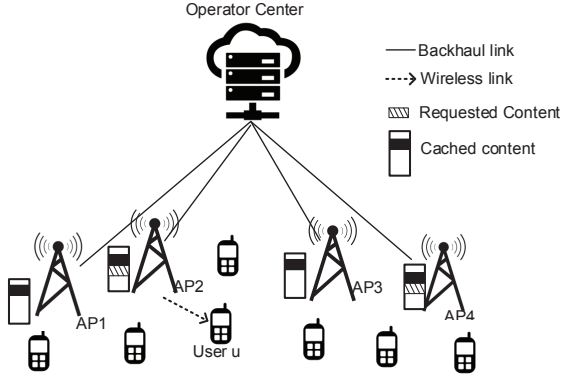 Operator Center
Backhaul link
Wireless link
Requested Content
Cached content
AP1
AP2
AP3
AP4
User u